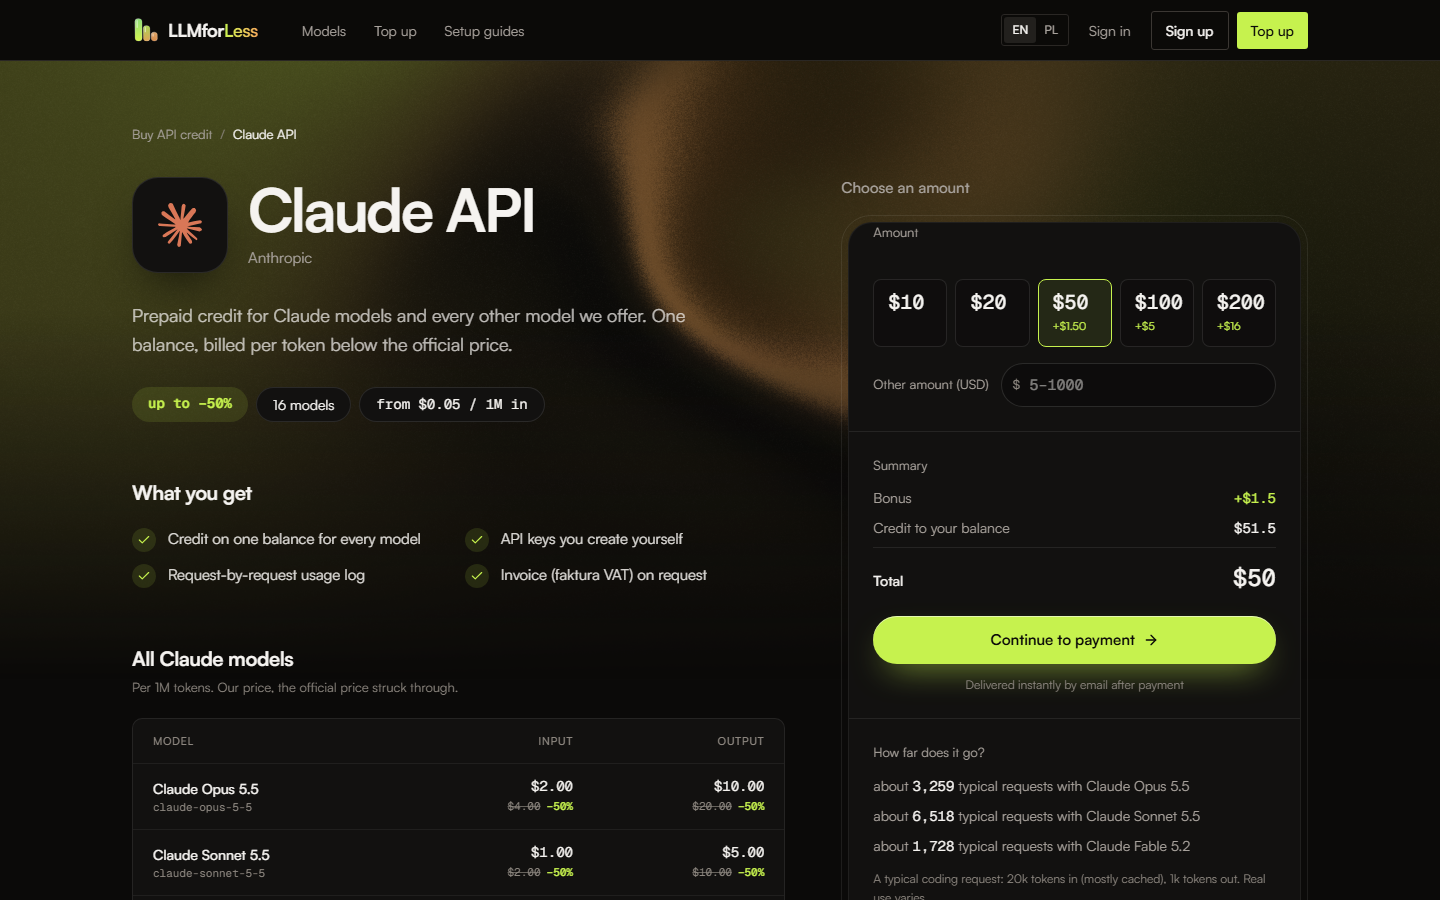 LLMforLess
Models
Top up
Setup guides
EN
PL
Sign in
Sign up
Top up
Buy API credit / Claude API
Claude API
Anthropic
Prepaid credit for Claude models and every other model we offer. One
balance, billed per token below the official price.
up to −50%
16 models
from $0.05 / 1M in
What you get
Credit on one balance for every model
API keys you create yourself
Request-by-request usage log
Invoice (faktura VAT) on request
All Claude models
Per 1M tokens. Our price, the official price struck through.
MODEL INPUT OUTPUT
Claude Opus 5.5 $2.00 $10.00
claude-opus-5-5 $4.00 −50% $20.00 −50%
Claude Sonnet 5.5 $1.00 $5.00
claude-sonnet-5-5 $2.00 −50% $10.00 −50%
Choose an amount
Amount
$10 $20 $50 $100 $200
+$1.50 +$5 +$16
Other amount (USD) $ 5–1000
Summary
Bonus +$1.5
Credit to your balance $51.5
Total $50
Continue to payment →
Delivered instantly by email after payment
How far does it go?
about 3,259 typical requests with Claude Opus 5.5
about 6,518 typical requests with Claude Sonnet 5.5
about 1,728 typical requests with Claude Fable 5.2
A typical coding request: 20k tokens in (mostly cached), 1k tokens out. Real
use varies